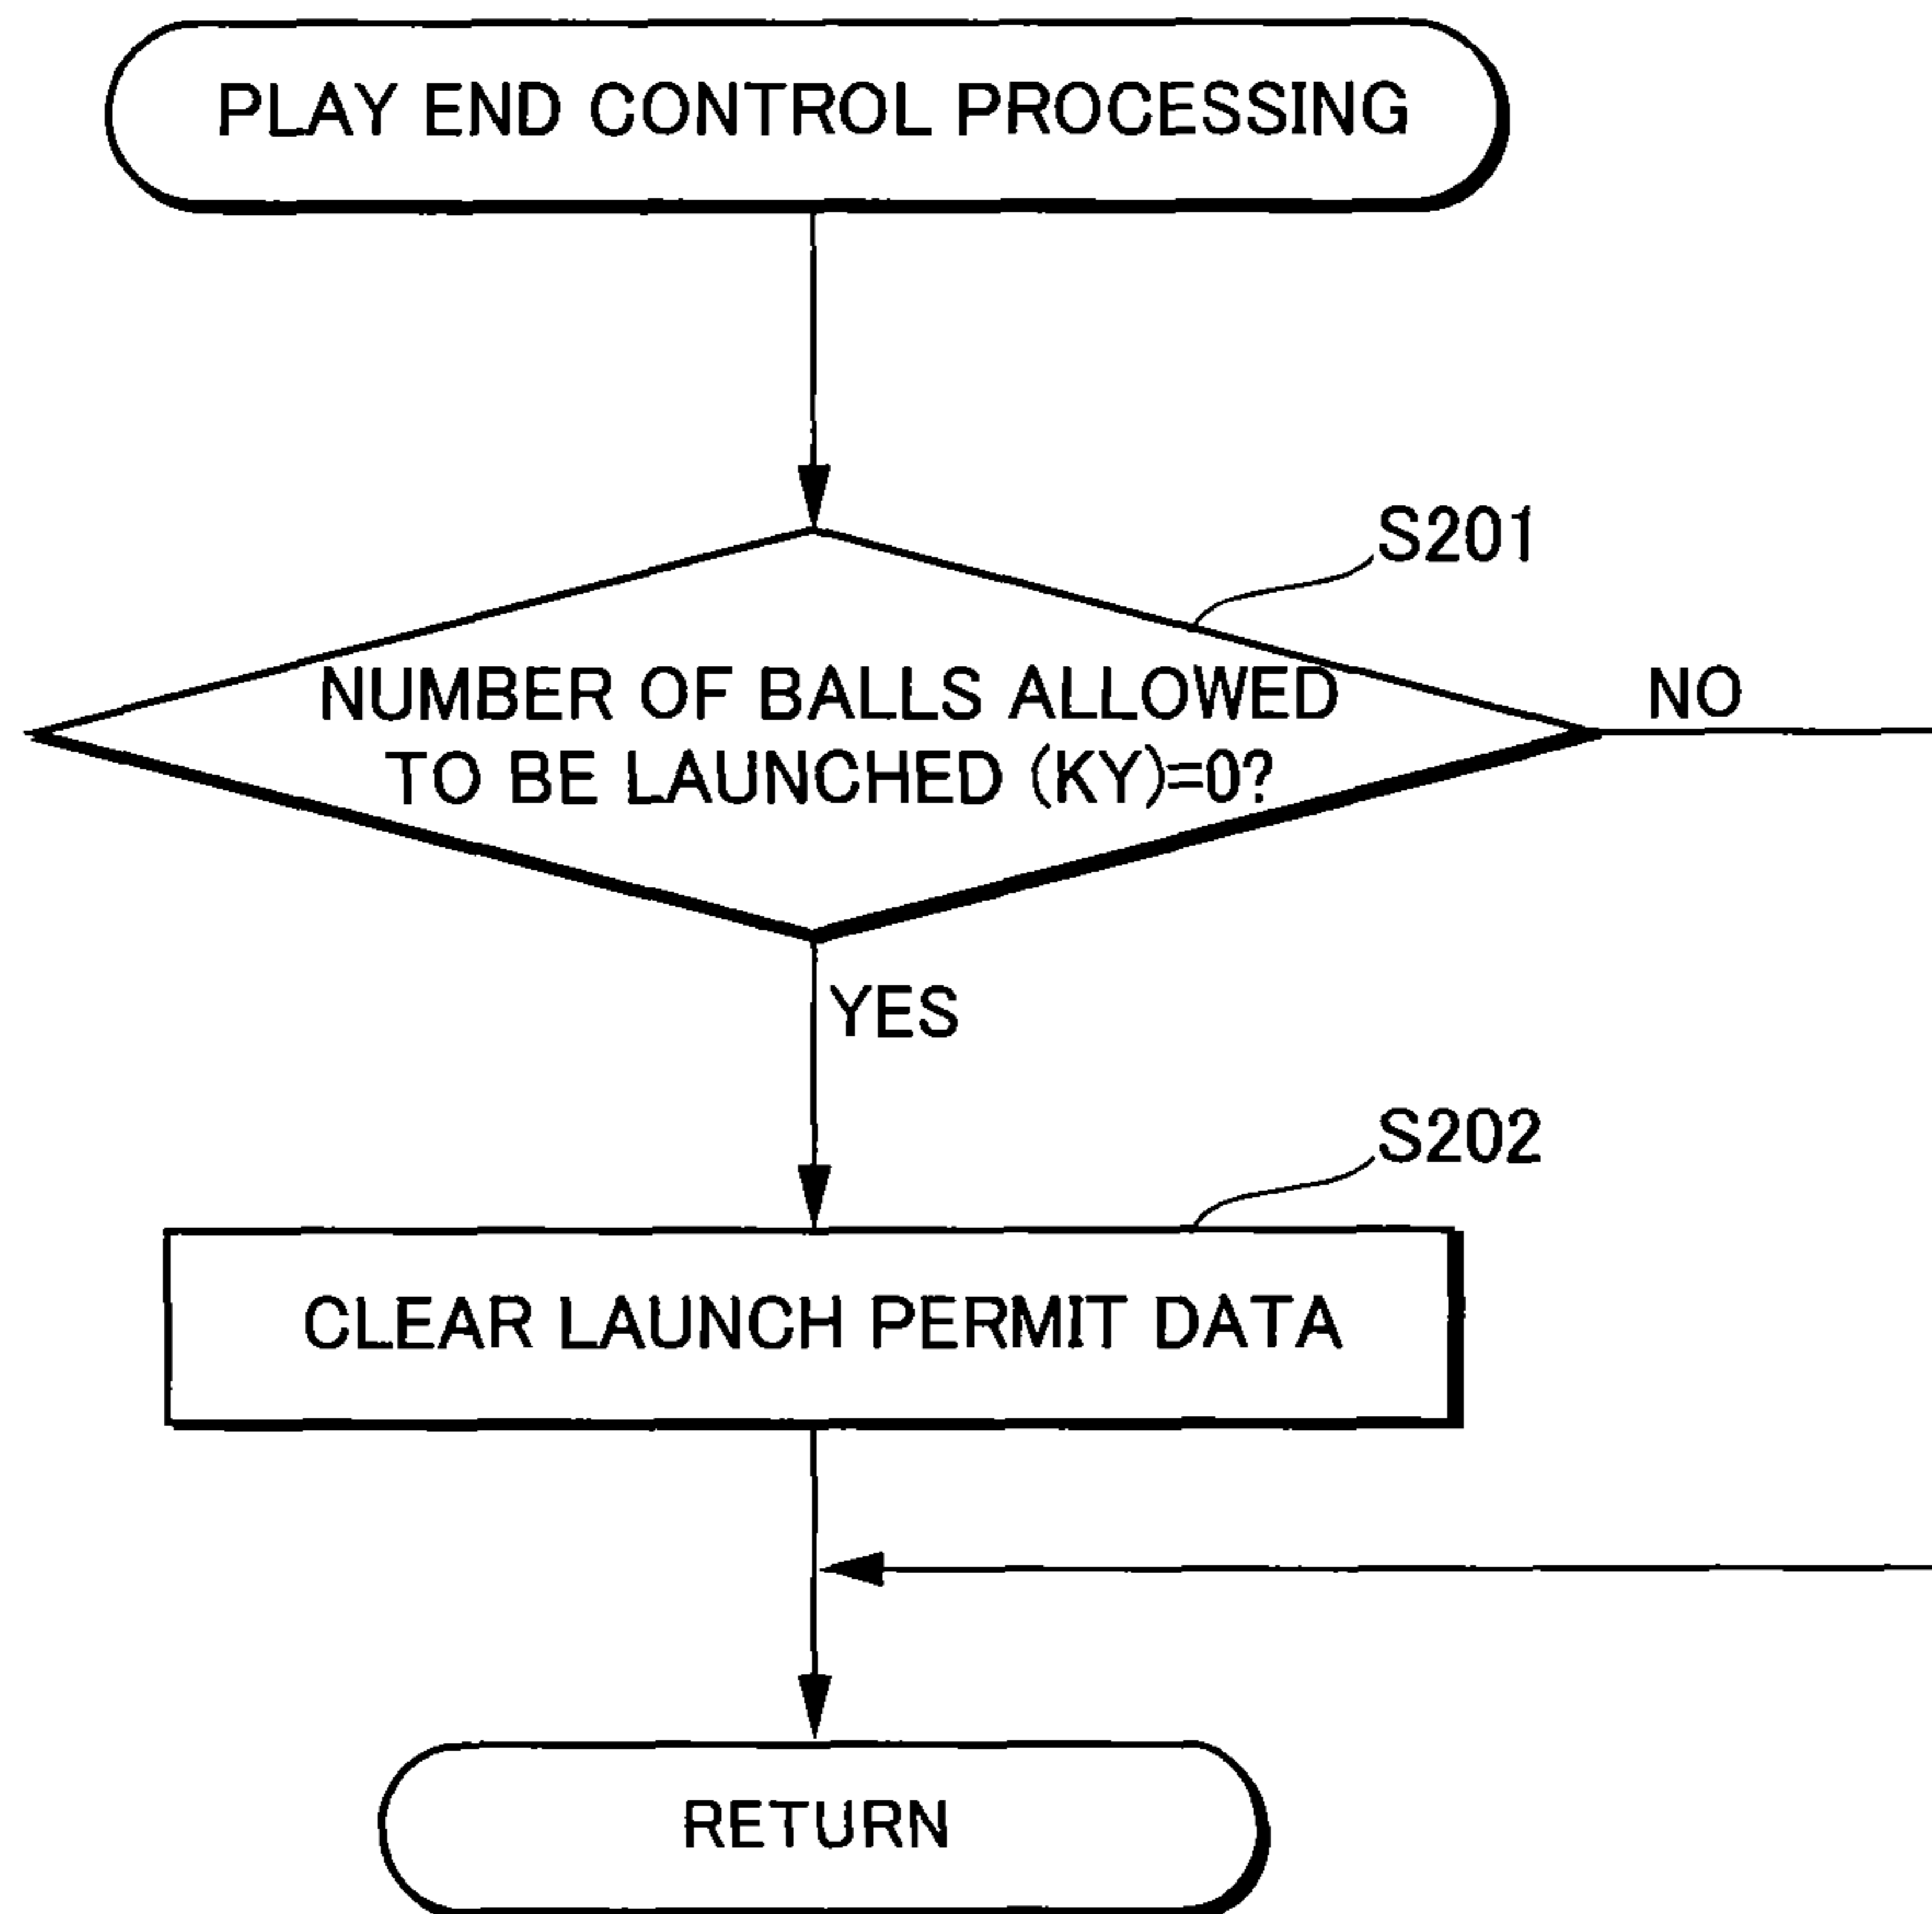 PLAY END CONTROL PROCESSING
S201
NUMBER OF BALLS ALLOWED
TO BE LAUNCHED (KY)=0?
NO
YES
S202
CLEAR LAUNCH PERMIT DATA
RETURN